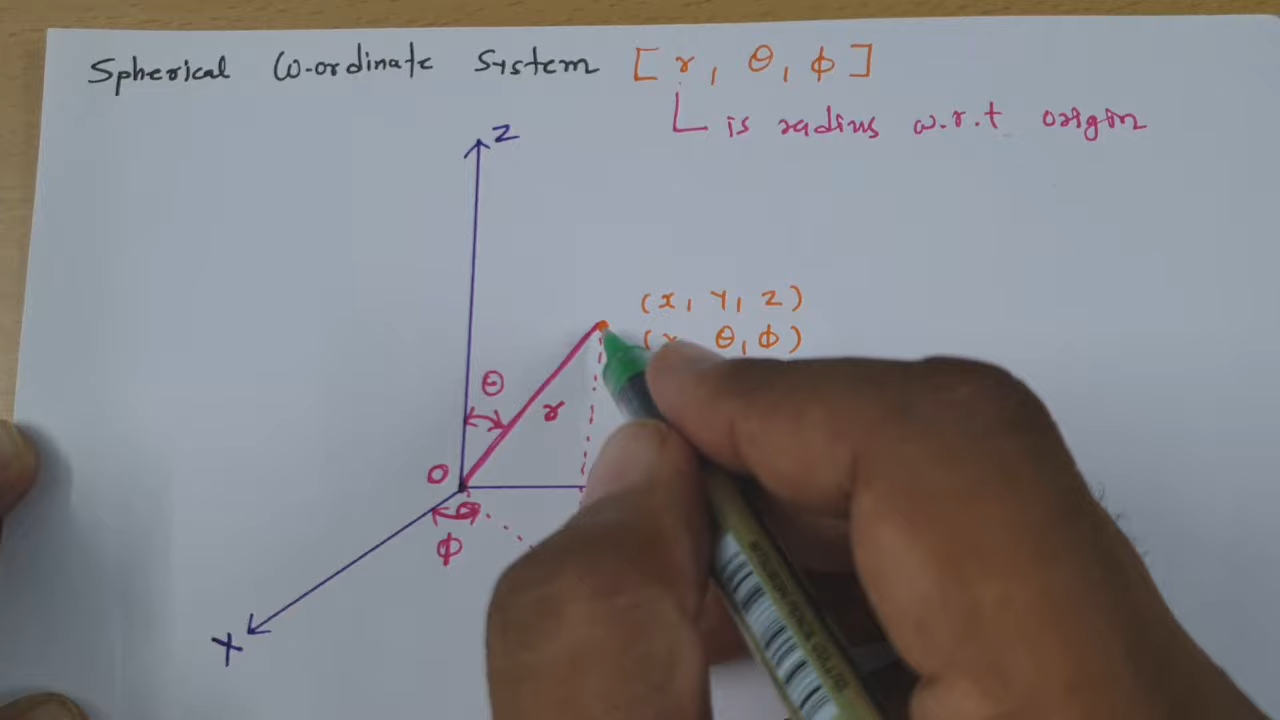 Spherical Co-ordinate System [ r, θ, ϕ ]
is radius w.r.t origin
Z
(x, y, z)
(r, θ, ϕ)
θ
r
O
ϕ
X